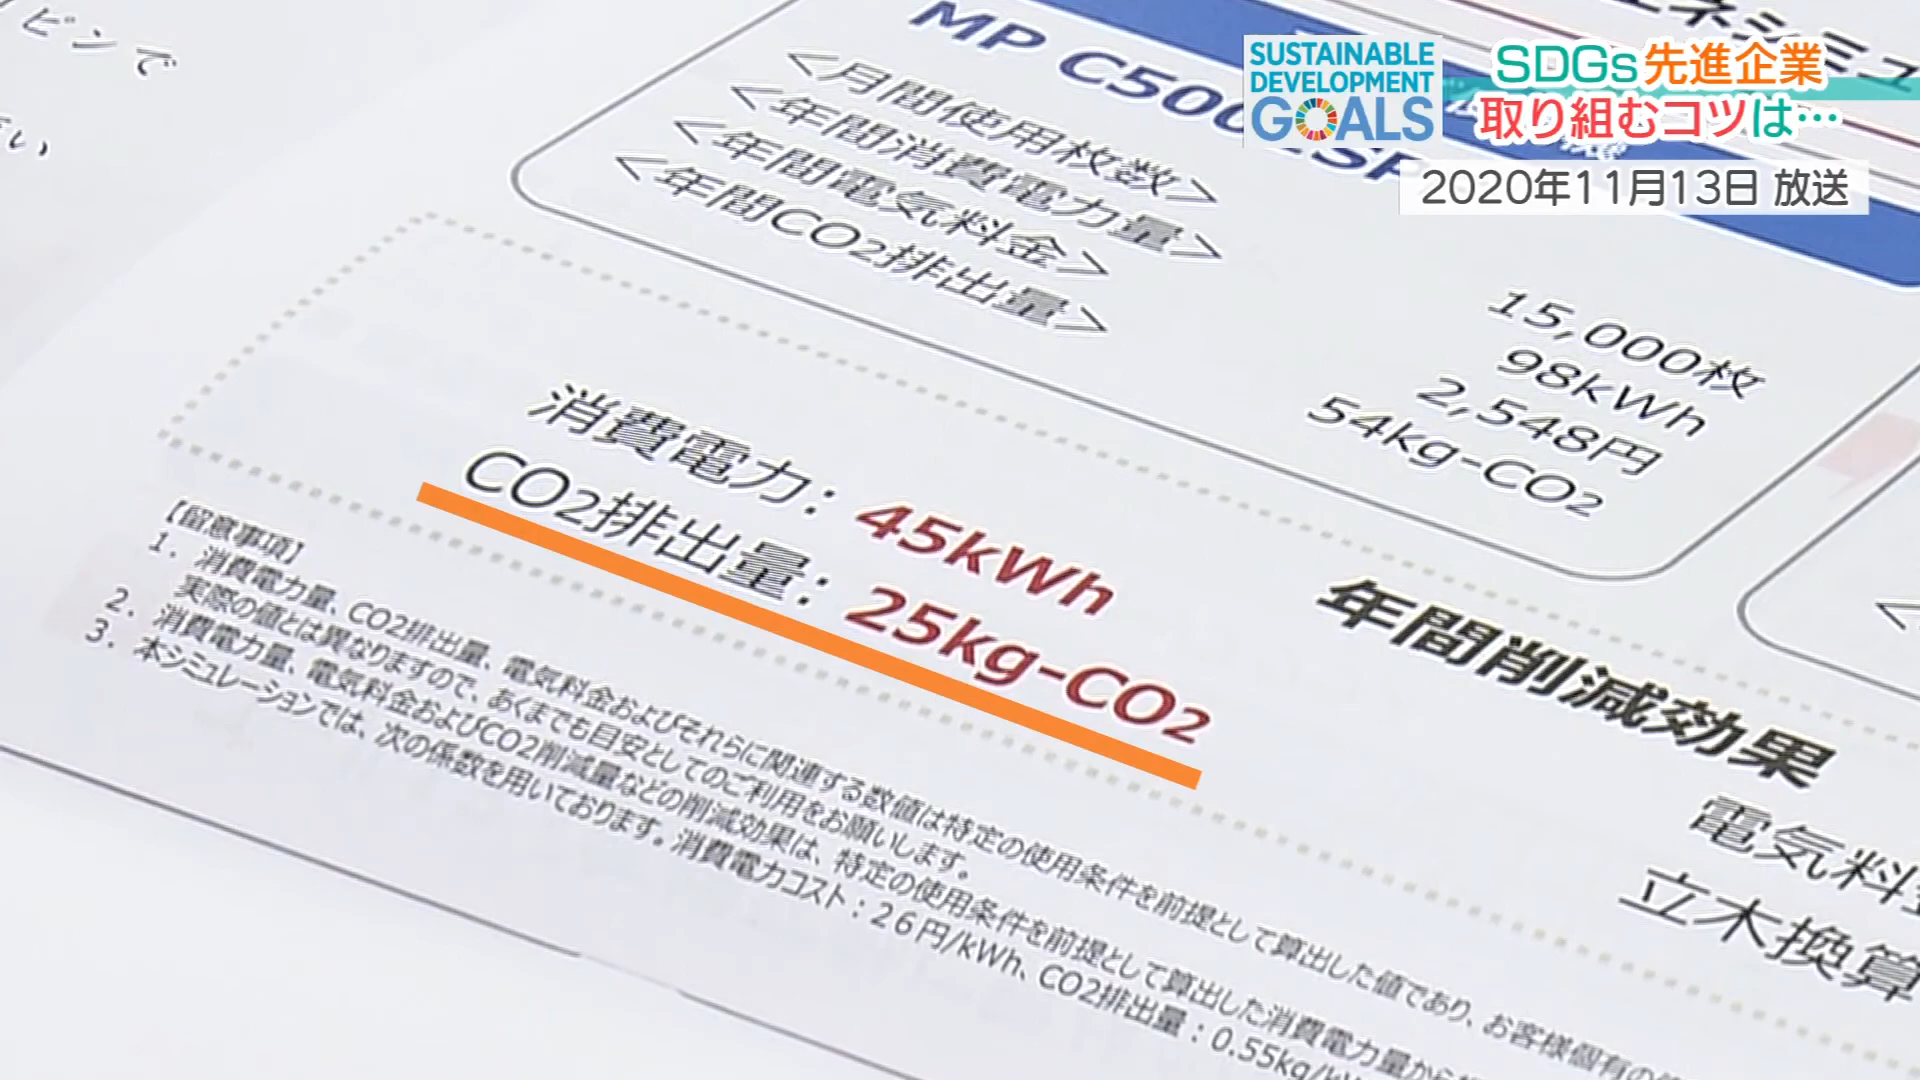 SUSTAINABLE
DEVELOPMENT
GOALS
SDGs先進企業
取り組むコツは…
2020年11月13日 放送
ビンで
MP C500
SP
<月間使用枚数>
<年間消費電力量>
<年間電気料金>
<年間CO2排出量>
15,000枚
98kWh
2,548円
54kg-CO2
消費電力：45kWh
CO2排出量：25kg-CO2
年間削減効果
電気料
立木換算
【留意事項】
1．消費電力量、CO2排出量、電気料金およびそれらに関連する数値は特定の使用条件を前提として算出した値であり、お客様個有の
実際の値とは異なりますので、あくまでも目安としてのご利用をお願いします。
2．消費電力量、電気料金およびCO2削減量などの削減効果は、特定の使用条件を前提として算出した消費電力量から
3．本シミュレーションでは、次の係数を用いております。消費電力コスト：26円/kWh、CO2排出量：0.55kg/kW